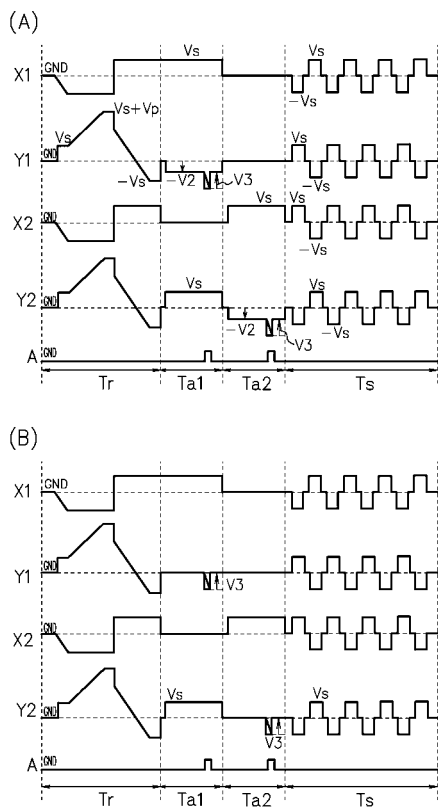 (A)
GND
Vs
Vs
X1
−Vs
Vs+Vp
Vs
Vs
Y1
GND
−Vs
−V2
V3
−Vs
Vs
Vs
X2
GND
−Vs
Vs
Vs
Y2
GND
−V2
−Vs
V3
A
GND
Tr
Ta1
Ta2
Ts
(B)
GND
X1
Y1
GND
V3
X2
GND
Vs
Vs
Y2
GND
V3
A
GND
Tr
Ta1
Ta2
Ts